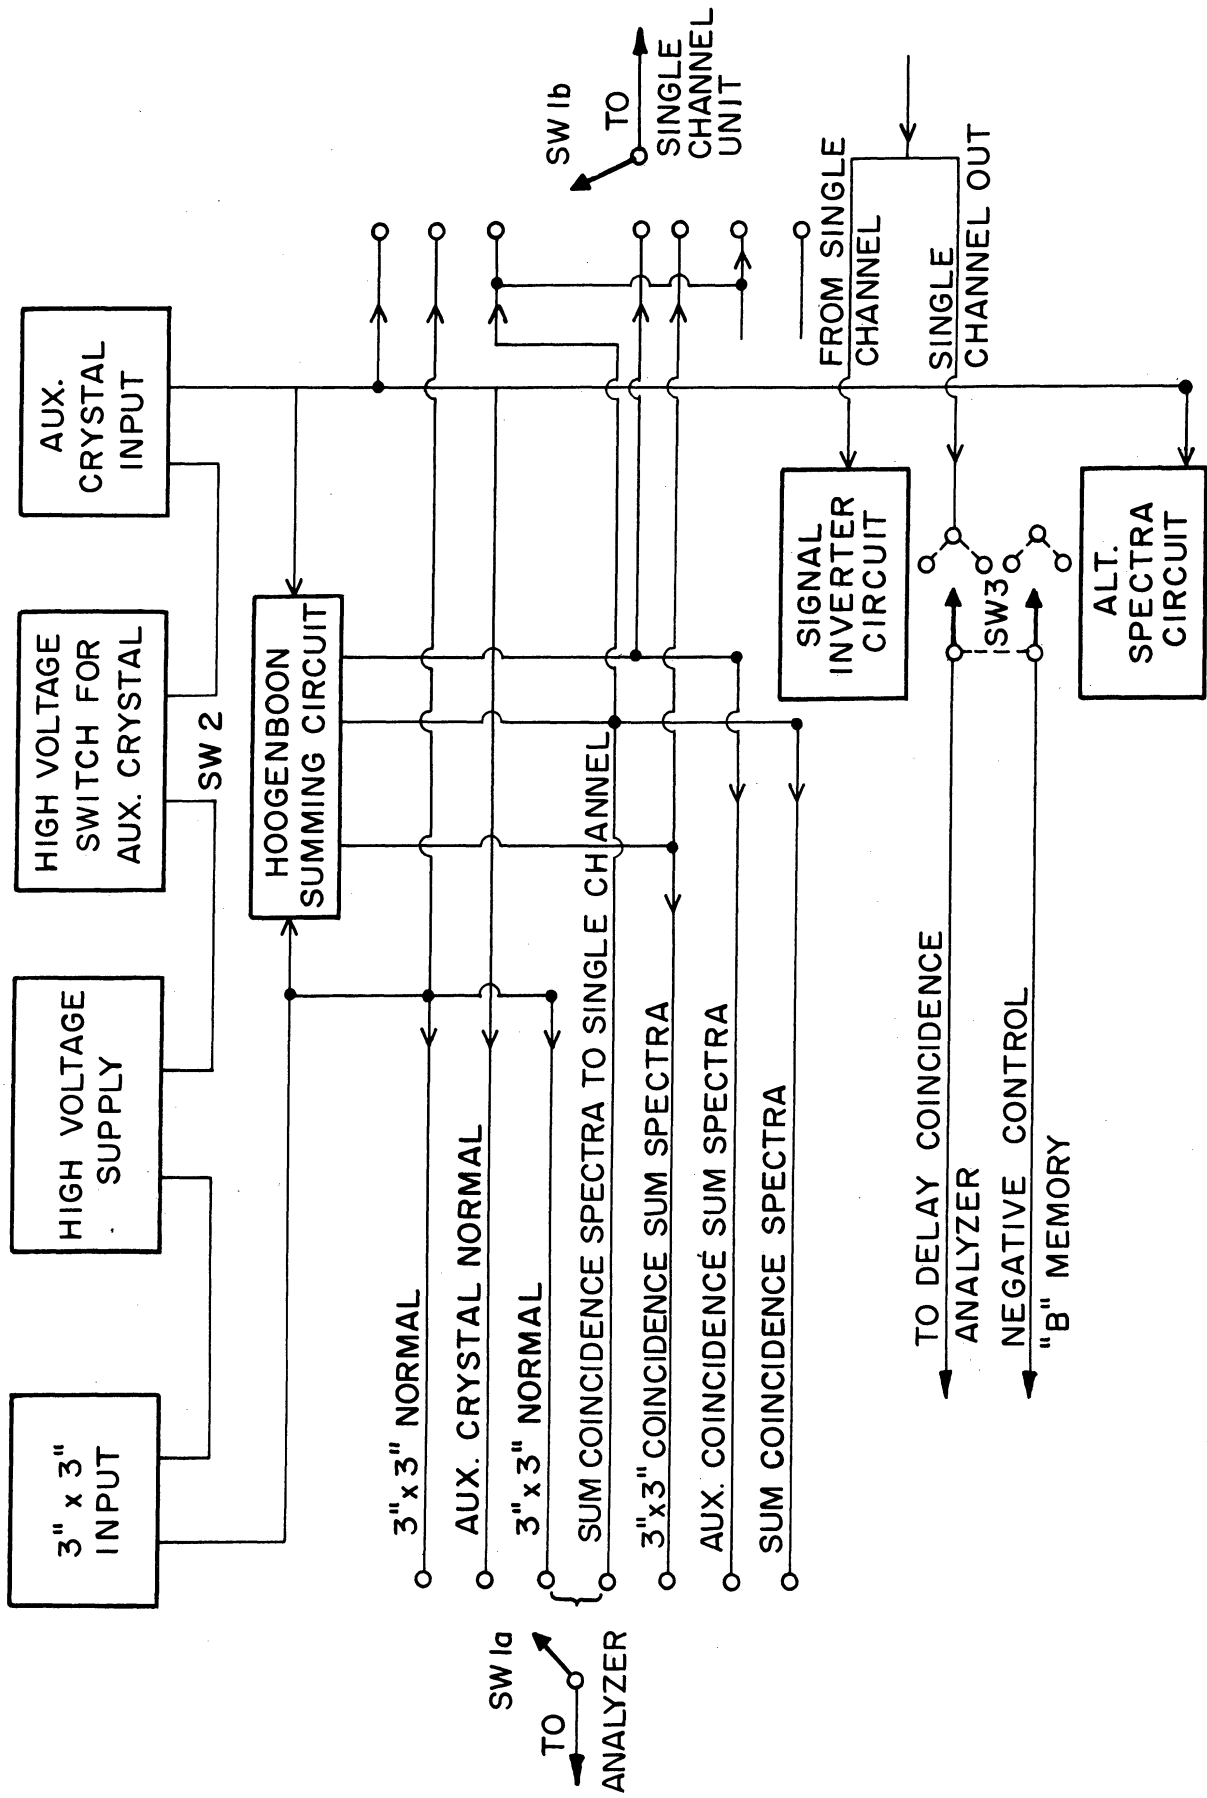 3" x 3"
INPUT
HIGH VOLTAGE
SUPPLY
HIGH VOLTAGE
SWITCH FOR
AUX. CRYSTAL
AUX.
CRYSTAL
INPUT
SW 2
HOOGENBOON
SUMMING CIRCUIT
3" x 3" NORMAL
AUX. CRYSTAL NORMAL
3" x 3" NORMAL
SUM COINCIDENCE SPECTRA TO SINGLE CHANNEL
3"x3" COINCIDENCE SUM SPECTRA
AUX. COINCIDENCE SUM SPECTRA
SUM COINCIDENCE SPECTRA
SW 1a
TO
ANALYZER
SW 1b
TO
SINGLE
CHANNEL
UNIT
FROM SINGLE
CHANNEL
SINGLE
CHANNEL OUT
SIGNAL
INVERTER
CIRCUIT
SW3
ALT.
SPECTRA
CIRCUIT
TO DELAY COINCIDENCE
ANALYZER
NEGATIVE CONTROL
"B" MEMORY